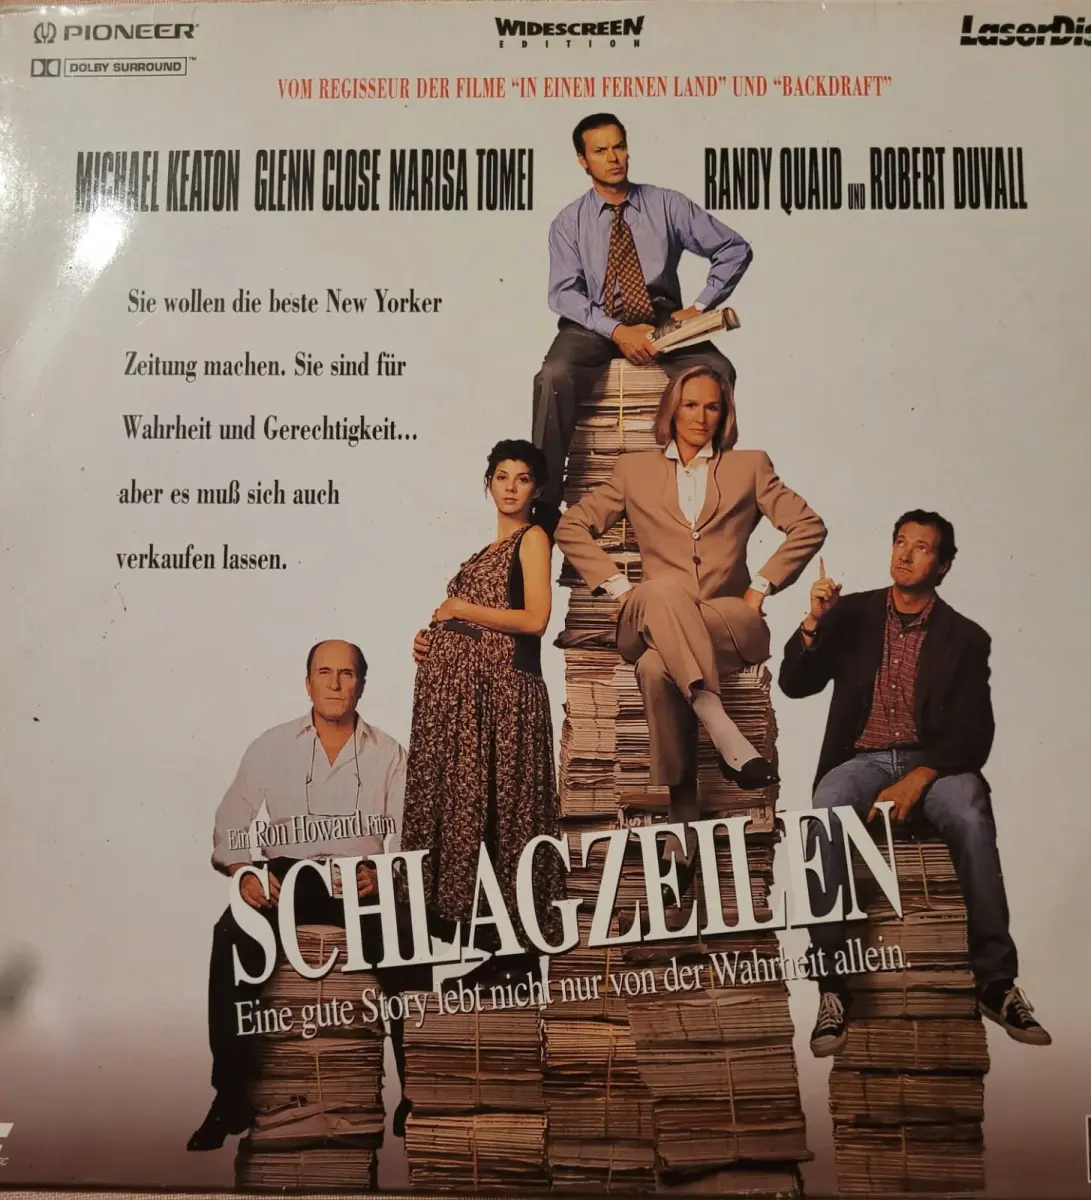 PIONEER
WIDESCREEN
EDITION
LaserDis
DOLBY SURROUND™
VOM REGISSEUR DER FILME “IN EINEM FERNEN LAND” UND “BACKDRAFT”
MICHAEL KEATON GLENN CLOSE MARISA TOMEI RANDY QUAID UND ROBERT DUVALL
Sie wollen die beste New Yorker
Zeitung machen. Sie sind für
Wahrheit und Gerechtigkeit...
aber es muß sich auch
verkaufen lassen.
Ein Ron Howard Film
SCHLAGZEILEN
Eine gute Story lebt nicht nur von der Wahrheit allein.